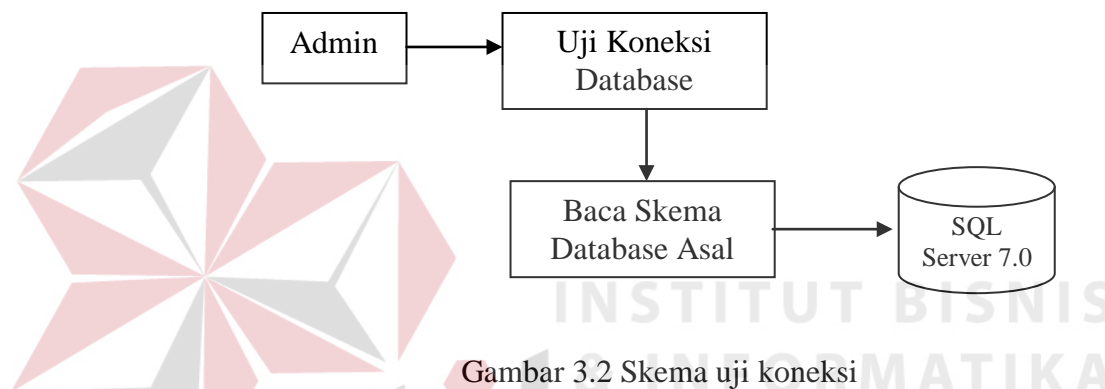 Admin
Uji Koneksi
Database
Baca Skema
Database Asal
SQL
Server 7.0
INSTITUT BISNIS
& INFORMATIKA
Gambar 3.2 Skema uji koneksi